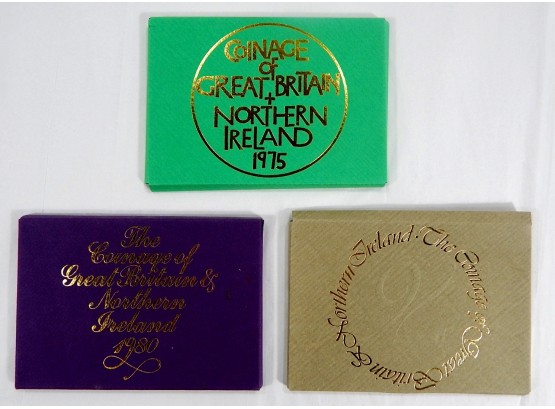 COINAGE
of
GREAT BRITAIN
+
NORTHERN
IRELAND
1975
The
Coinage of
Great Britain &
Northern
Ireland
1980
The Coinage of Great Britain & Northern Ireland ·